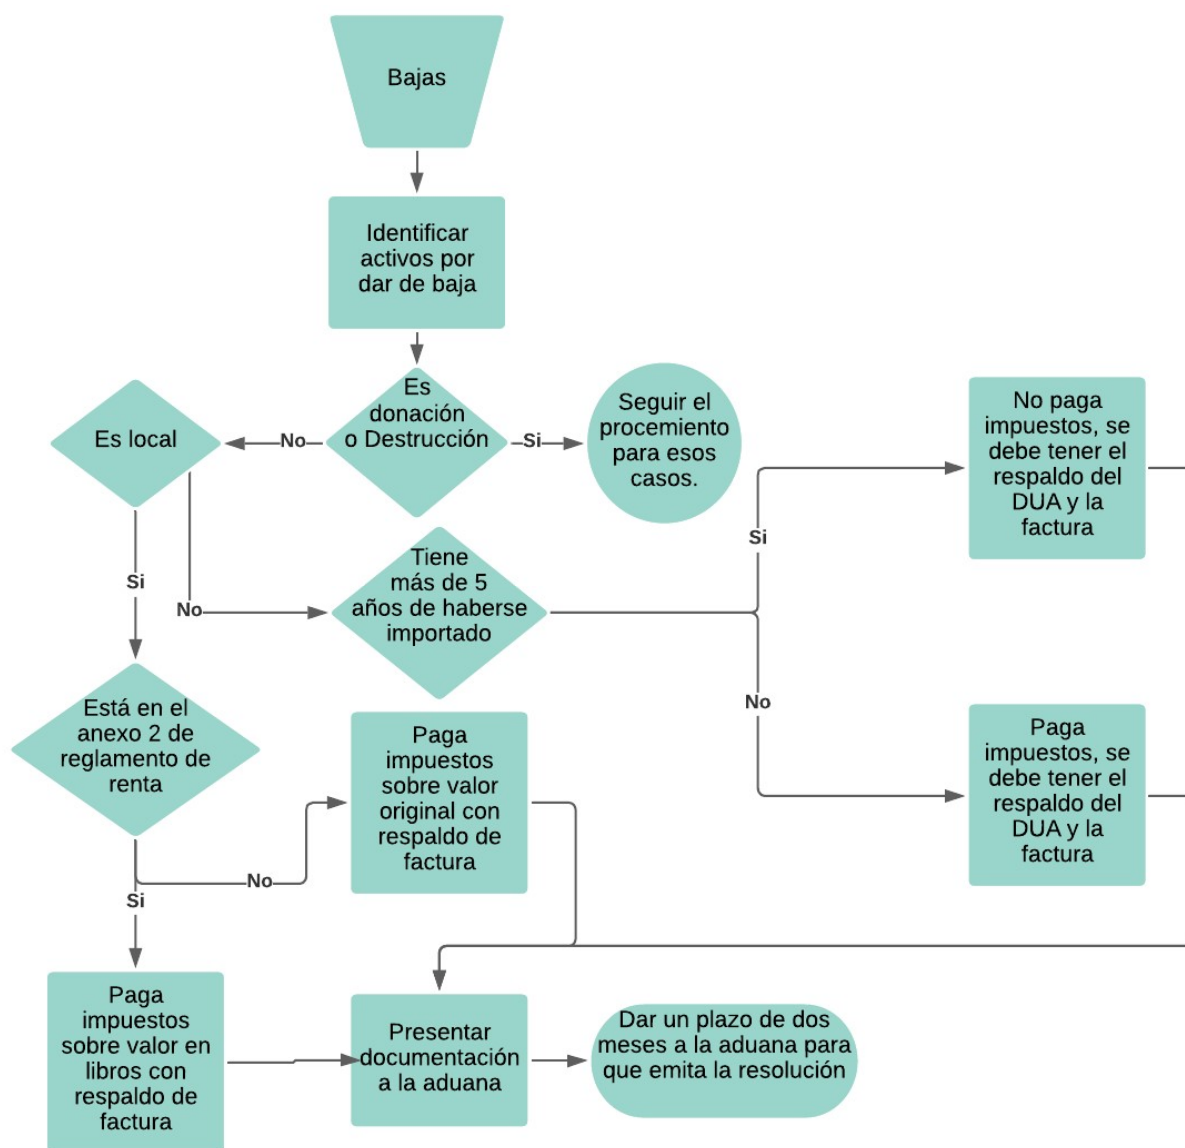 Bajas
Identificar
activos por
dar de baja
Es
donación
o Destrucción
No
Si
Es local
Seguir el
procemiento
para esos
casos.
No paga
impuestos, se
debe tener el
respaldo del
DUA y la
factura
Si
No
Tiene
más de 5
años de haberse
importado
Si
No
Está en el
anexo 2 de
reglamento de
renta
Paga
impuestos
sobre valor
original con
respaldo de
factura
Paga
impuestos, se
debe tener el
respaldo del
DUA y la
factura
No
Si
Paga
impuestos
sobre valor en
libros con
respaldo de
factura
Presentar
documentación
a la aduana
Dar un plazo de dos
meses a la aduana para
que emita la resolución